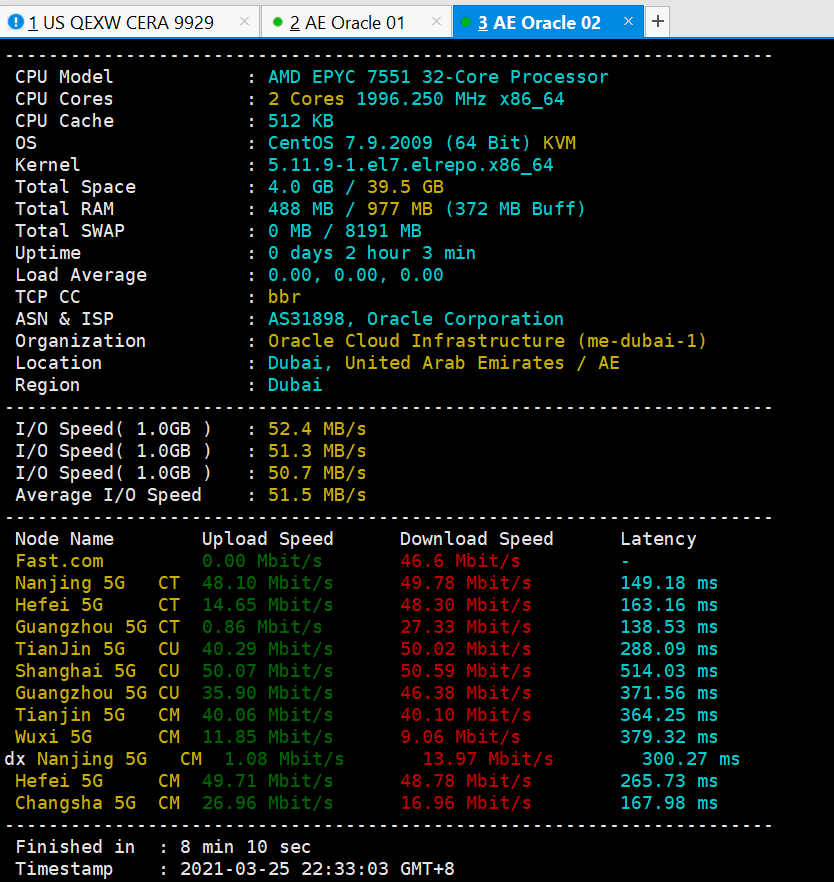 1 US QEXW CERA 9929 × 2 AE Oracle 01 × 3 AE Oracle 02 × +
----------------------------------------------------------------------
CPU Model : AMD EPYC 7551 32-Core Processor
CPU Cores : 2 Cores 1996.250 MHz x86_64
CPU Cache : 512 KB
OS : CentOS 7.9.2009 (64 Bit) KVM
Kernel : 5.11.9-1.el7.elrepo.x86_64
Total Space : 4.0 GB / 39.5 GB
Total RAM : 488 MB / 977 MB (372 MB Buff)
Total SWAP : 0 MB / 8191 MB
Uptime : 0 days 2 hour 3 min
Load Average : 0.00, 0.00, 0.00
TCP CC : bbr
ASN & ISP : AS31898, Oracle Corporation
Organization : Oracle Cloud Infrastructure (me-dubai-1)
Location : Dubai, United Arab Emirates / AE
Region : Dubai
----------------------------------------------------------------------
I/O Speed( 1.0GB ) : 52.4 MB/s
I/O Speed( 1.0GB ) : 51.3 MB/s
I/O Speed( 1.0GB ) : 50.7 MB/s
Average I/O Speed : 51.5 MB/s
----------------------------------------------------------------------
Node Name Upload Speed Download Speed Latency
Fast.com 0.00 Mbit/s 46.6 Mbit/s -
Nanjing 5G CT 48.10 Mbit/s 49.78 Mbit/s 149.18 ms
Hefei 5G CT 14.65 Mbit/s 48.30 Mbit/s 163.16 ms
Guangzhou 5G CT 0.86 Mbit/s 27.33 Mbit/s 138.53 ms
TianJin 5G CU 40.29 Mbit/s 50.02 Mbit/s 288.09 ms
Shanghai 5G CU 50.07 Mbit/s 50.59 Mbit/s 514.03 ms
Guangzhou 5G CU 35.90 Mbit/s 46.38 Mbit/s 371.56 ms
Tianjin 5G CM 40.06 Mbit/s 40.10 Mbit/s 364.25 ms
Wuxi 5G CM 11.85 Mbit/s 9.06 Mbit/s 379.32 ms
dx Nanjing 5G CM 1.08 Mbit/s 13.97 Mbit/s 300.27 ms
Hefei 5G CM 49.71 Mbit/s 48.78 Mbit/s 265.73 ms
Changsha 5G CM 26.96 Mbit/s 16.96 Mbit/s 167.98 ms
----------------------------------------------------------------------
Finished in : 8 min 10 sec
Timestamp : 2021-03-25 22:33:03 GMT+8